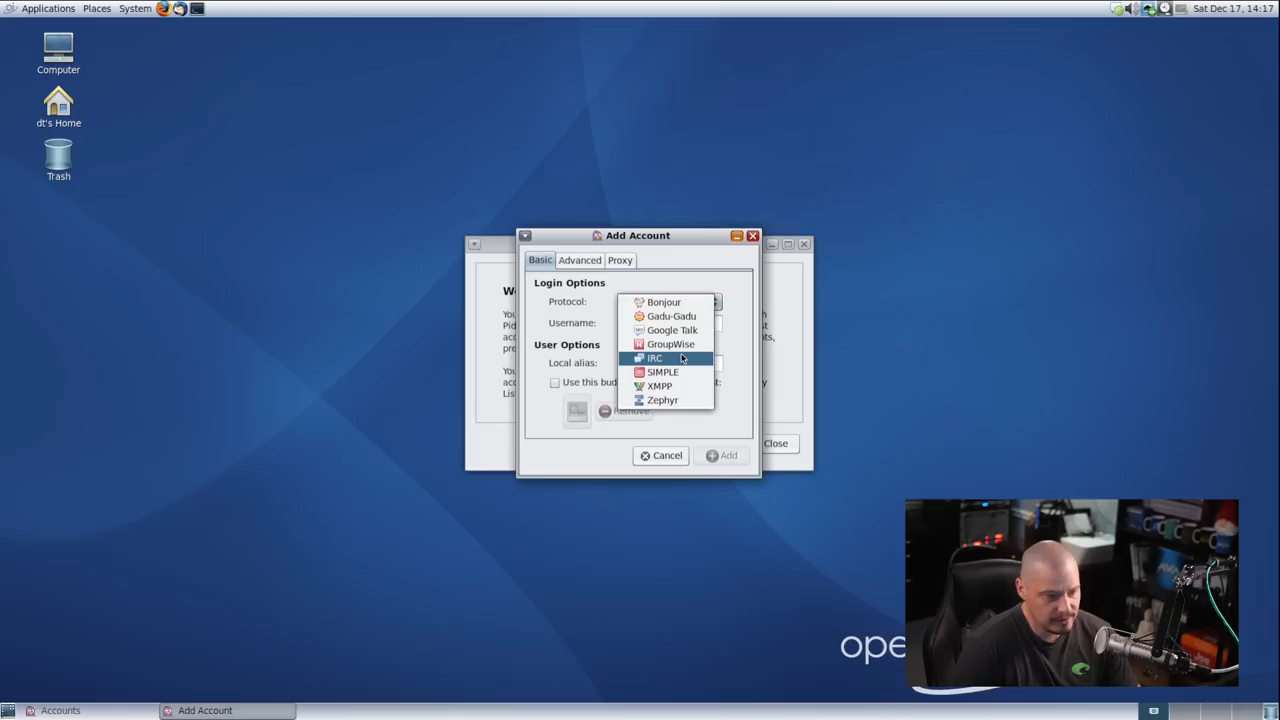 Applications Places System
Sat Dec 17, 14:17
Computer
dt's Home
Trash
Add Account
Basic Advanced Proxy
Login Options
Protocol:
Username:
User Options
Local alias:
Use this bud
Bonjour
Gadu-Gadu
Google Talk
GroupWise
IRC
SIMPLE
XMPP
Zephyr
Remove
Cancel
Add
Close
ope
Accounts
Add Account